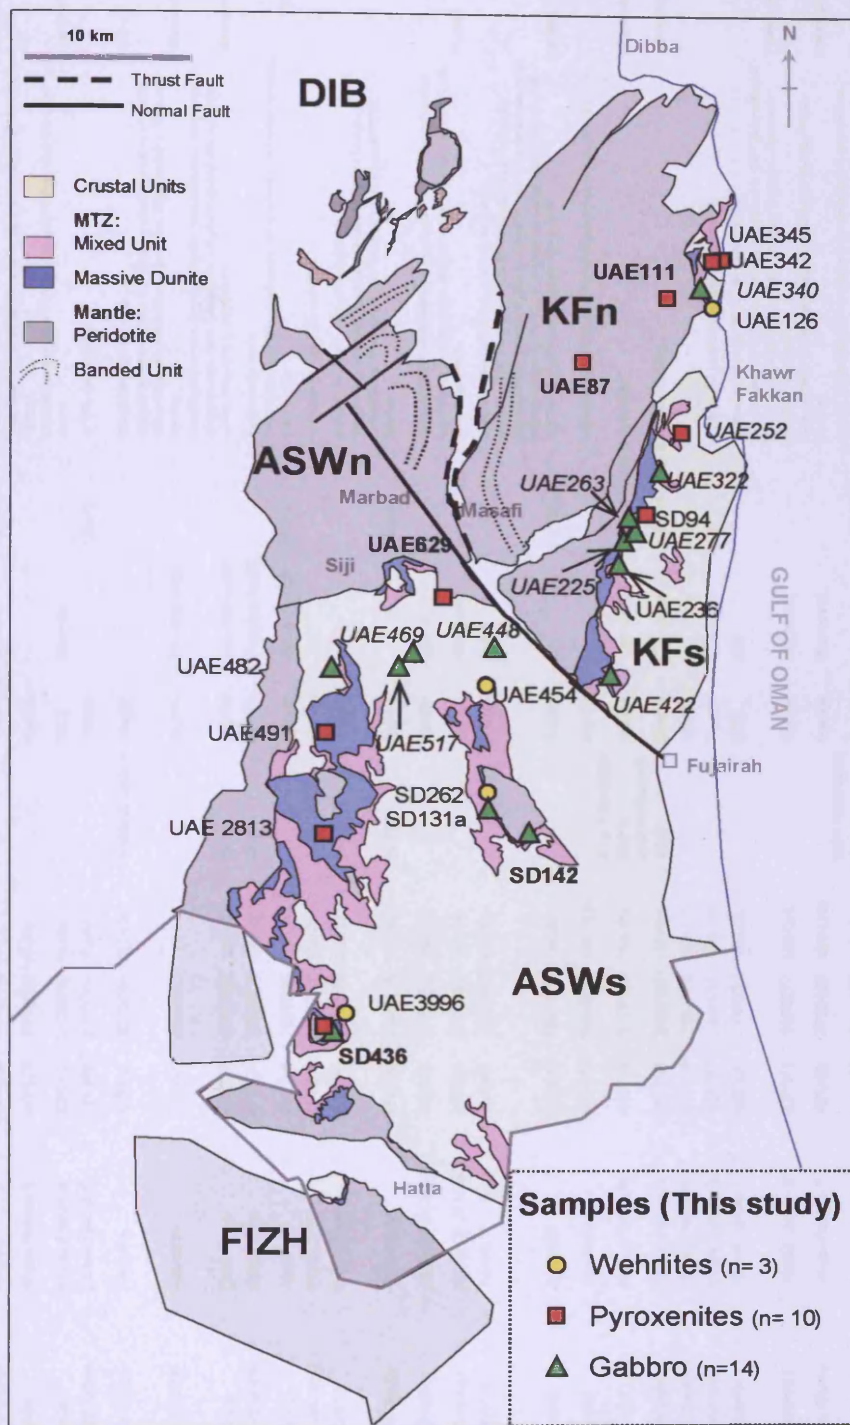 10 km
Thrust Fault
Normal Fault
Crustal Units
MTZ:
Mixed Unit
Massive Dunite
Mantle:
Peridotite
Banded Unit
DIB
Dibba
N
UAE345
UAE342
UAE111
UAE340
KFn
UAE126
UAE87
Khawr
Fakkan
UAE252
ASWn
UAE322
UAE263
Marbad
Masafi
SD94
UAE277
UAE629
Siji
UAE225
UAE236
GULF OF OMAN
UAE469
UAE448
KFs
UAE482
UAE454
UAE422
UAE491
UAE517
Fujairah
SD262
SD131a
UAE 2813
SD142
ASWs
UAE3996
SD436
Hatta
FIZH
Samples (This study)
Wehrlites (n= 3)
Pyroxenites (n= 10)
Gabbro (n=14)